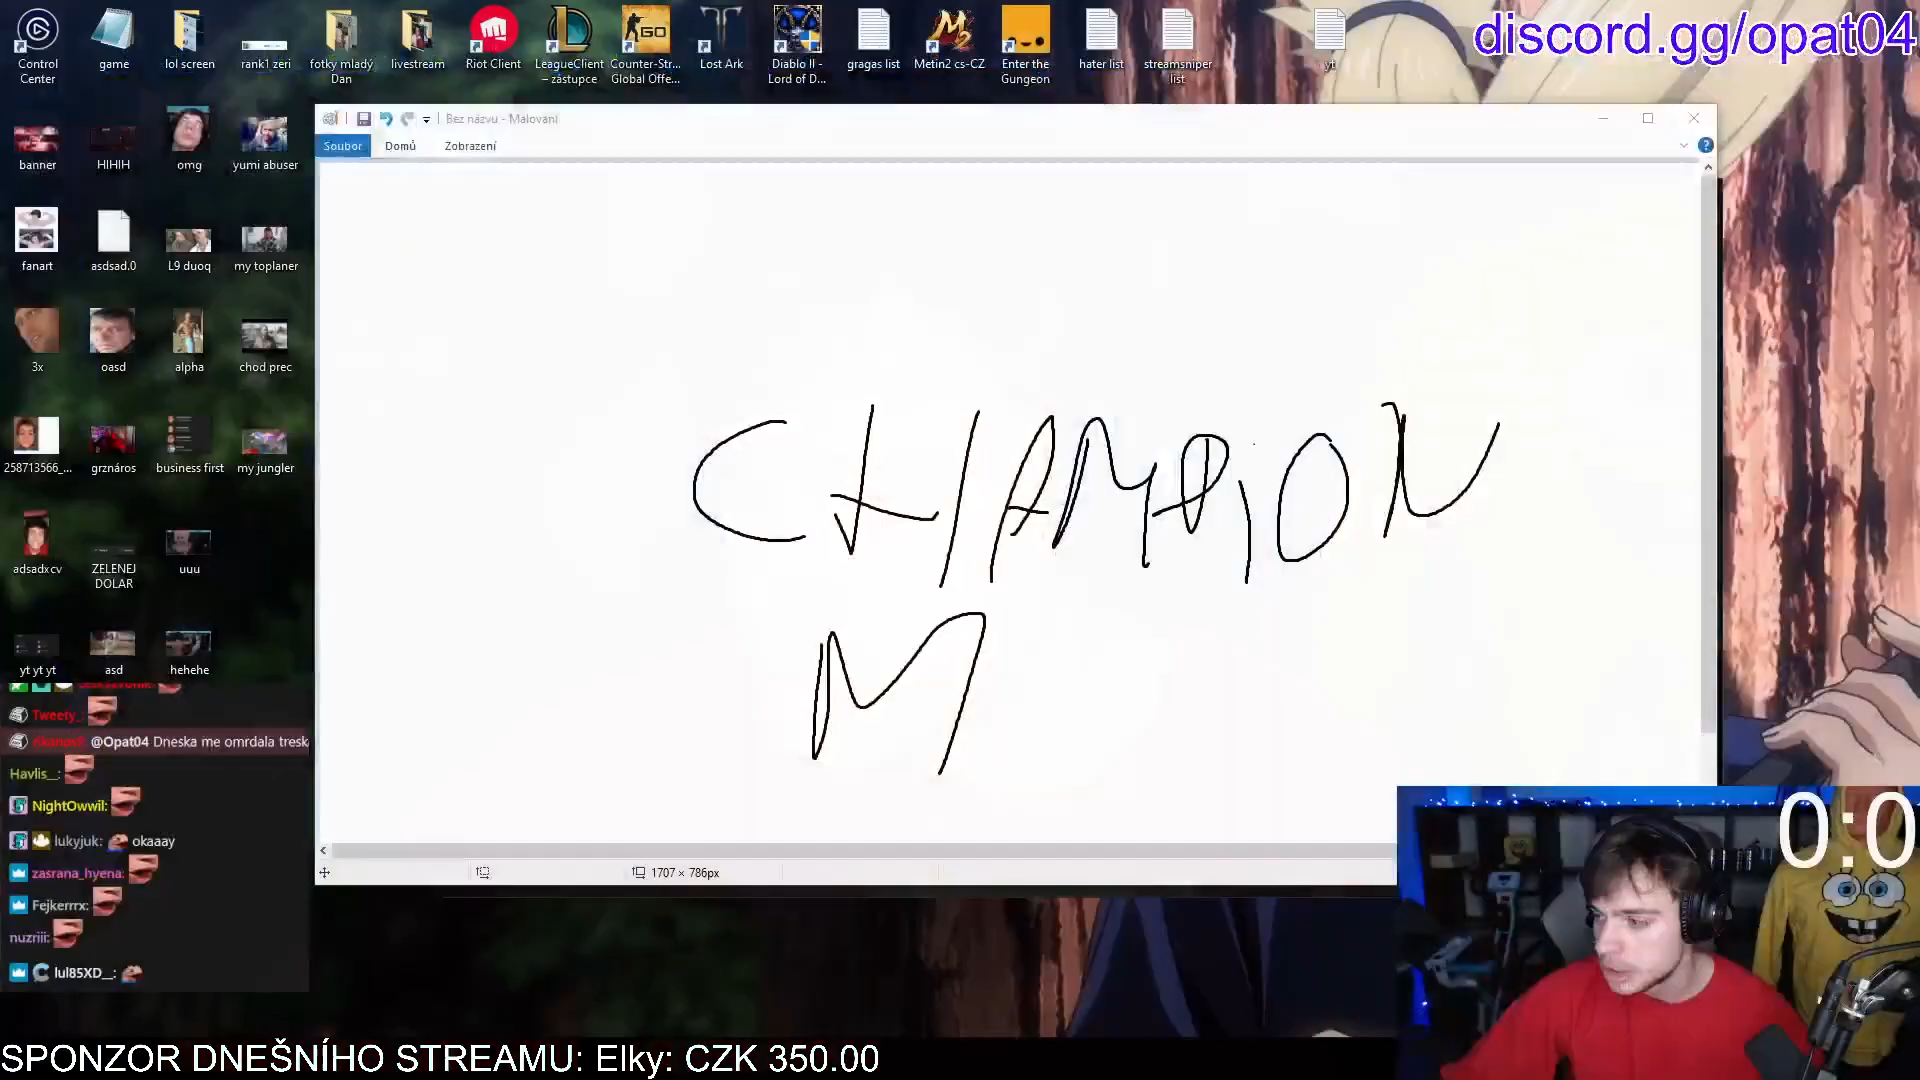 discord.gg/opat04
Control Center
game
lol screen
rank1 zeri
fotky mladý Dan
livestream
Riot Client
LeagueClient – zástupce
Counter-Str... Global Offe...
Lost Ark
Diablo II - Lord of D...
gragas list
Metin2 cs-CZ
Enter the Gungeon
hater list
streamsniper list
yt
Bez názvu - Malování
Soubor
Domů
Zobrazení
banner
HIHIH
omg
yumi abuser
fanart
asdsad.0
L9 duoq
my toplaner
3x
oasd
alpha
chod prec
258713566_...
grznáros
business first
my jungler
adsadxcv
ZELENEJ DOLAR
uuu
yt yt yt
asd
hehehe
CHAMPION
M
Tweety_:
@Opat04 Dneska me omrdala tresk
Havlis__:
NightOwwil:
lukyjuk: okaaay
zasrana_hyena:
Fejkerrrx:
nuzriii:
lul85XD__:
1707 × 786px
0:0
SPONZOR DNEŠNÍHO STREAMU: Elky: CZK 350.00